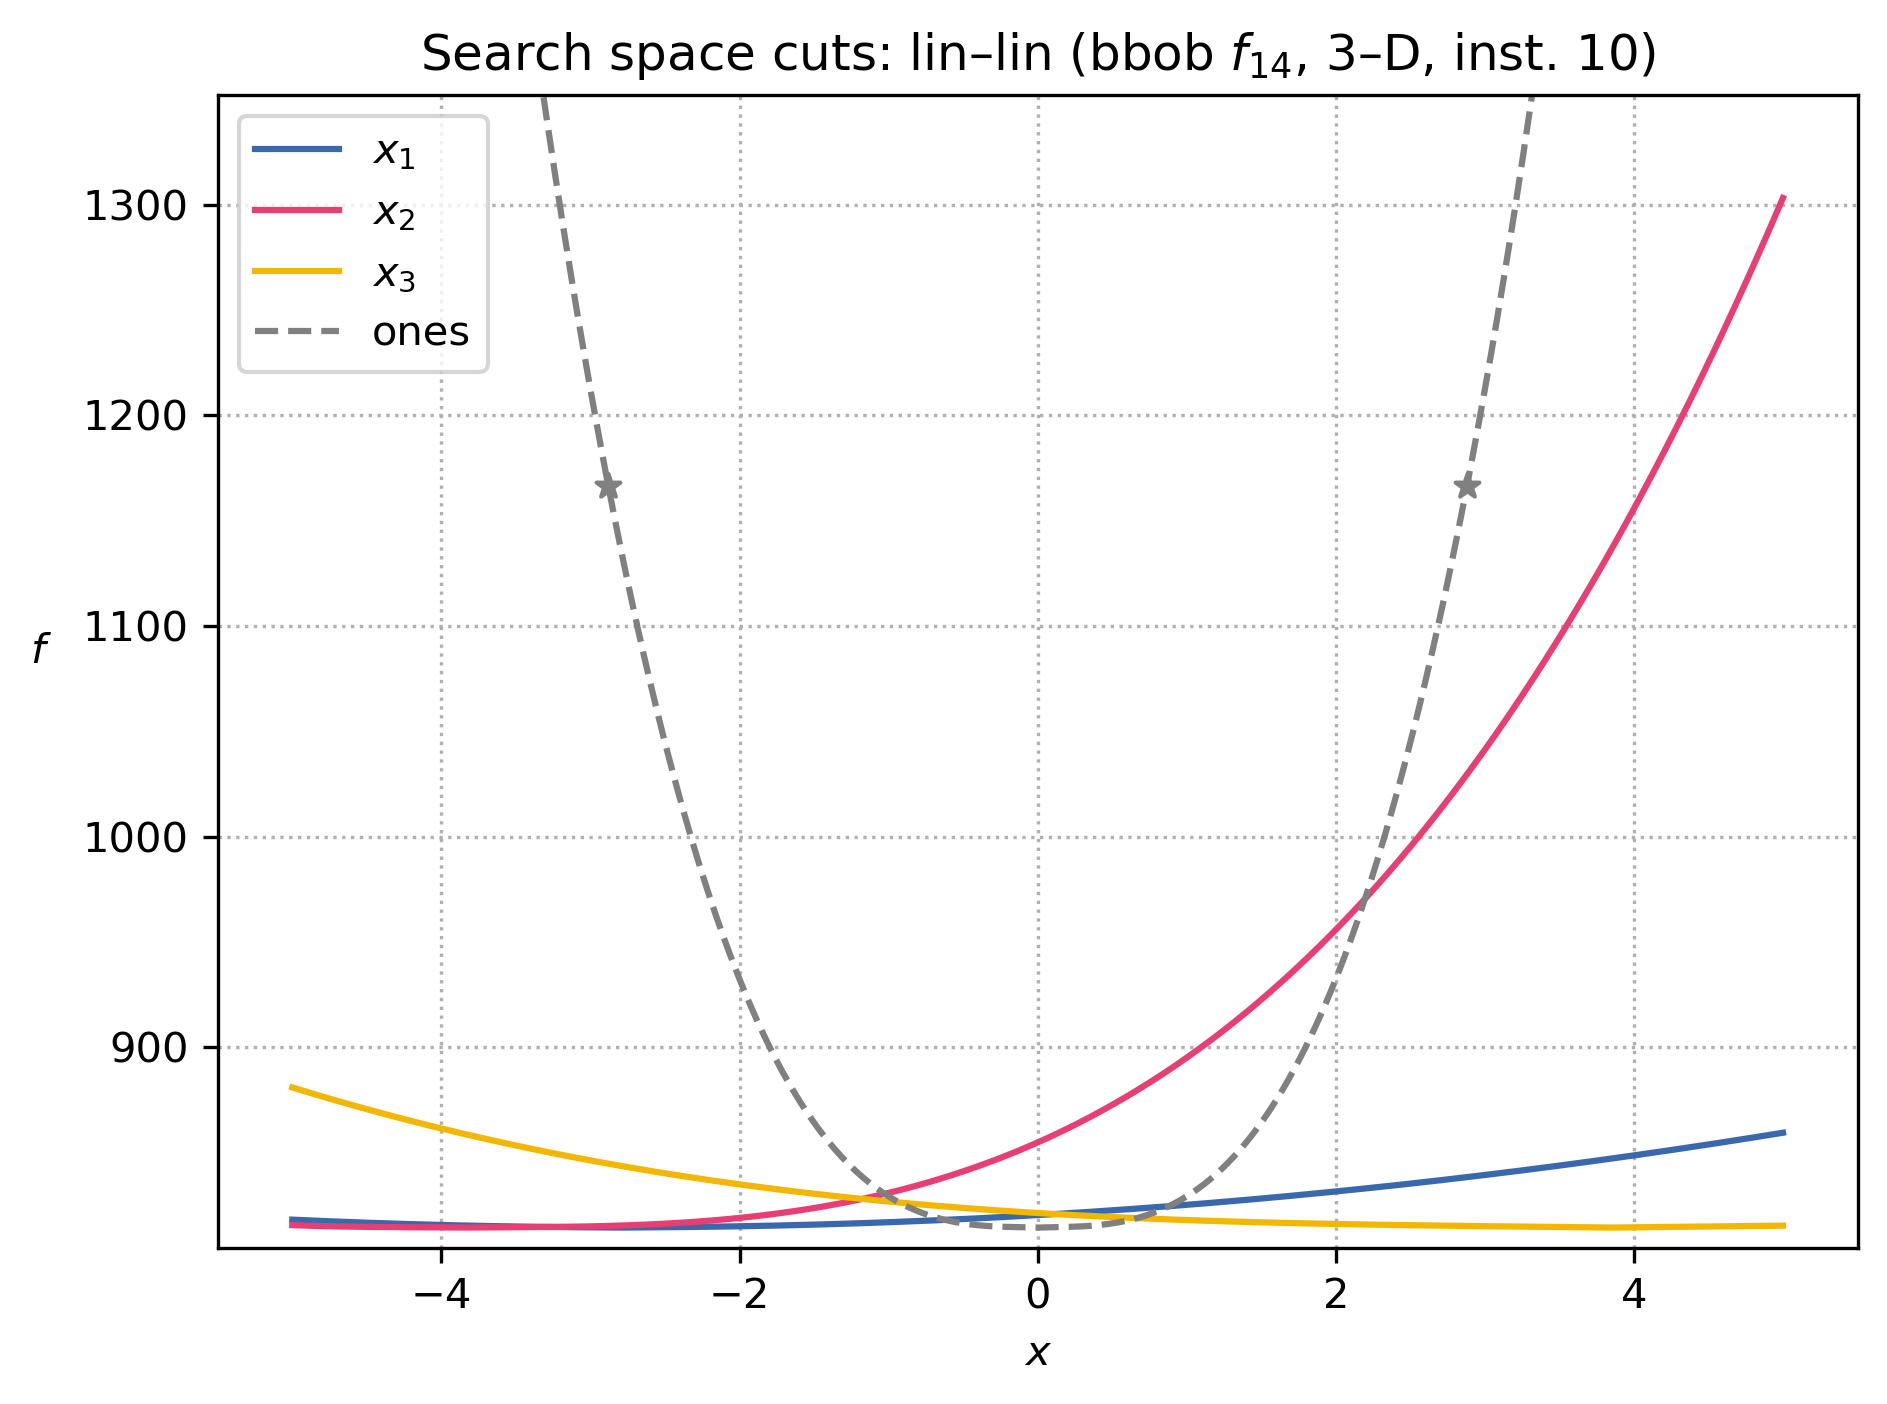 Search space cuts: lin–lin (bbob f₁₄, 3–D, inst. 10)
x₁
x₂
x₃
ones
1300
1200
1100
1000
900
f
−4 −2 0 2 4
x